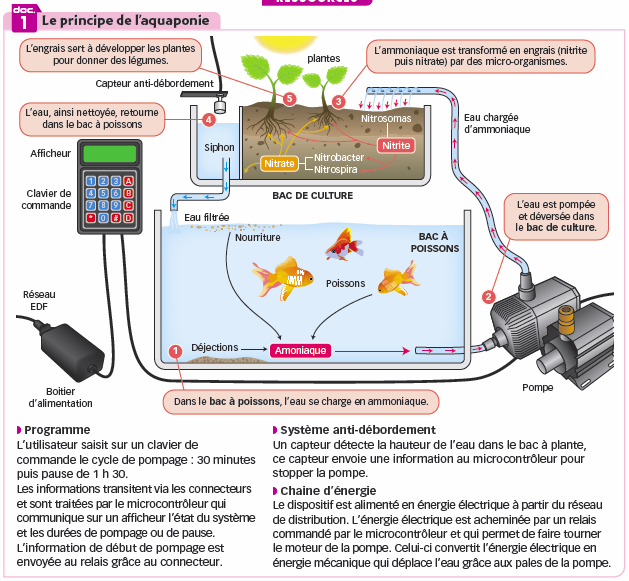 RESSOURCES
doc. 1 Le principe de l'aquaponie
L'engrais sert à développer les plantes
pour donner des légumes.
plantes
L'ammoniaque est transformé en engrais (nitrite
puis nitrate) par des micro-organismes.
Capteur anti-débordement
5
3
L'eau, ainsi nettoyée, retourne
dans le bac à poissons
4
Nitrosomas
Eau chargée
d'ammoniaque
Siphon
Nitrite
Afficheur
Nitrate
Nitrobacter
Nitrospira
Clavier de
commande
1 2 3 A
4 5 6 B
7 8 9 C
* 0 # D
BAC DE CULTURE
L'eau est pompée
et déversée dans
le bac de culture.
Eau filtrée
Nourriture
BAC À
POISSONS
Poissons
2
Réseau
EDF
1
Déjections
Amoniaque
Boitier
d'alimentation
Pompe
Dans le bac à poissons, l'eau se charge en ammoniaque.
Programme
L'utilisateur saisit sur un clavier de
commande le cycle de pompage : 30 minutes
puis pause de 1 h 30.
Les informations transitent via les connecteurs
et sont traitées par le microcontrôleur qui
communique sur un afficheur l'état du système
et les durées de pompage ou de pause.
L'information de début de pompage est
envoyée au relais grâce au connecteur.
Système anti-débordement
Un capteur détecte la hauteur de l'eau dans le bac à plante,
ce capteur envoie une information au microcontrôleur pour
stopper la pompe.
Chaine d'énergie
Le dispositif est alimenté en énergie électrique à partir du réseau
de distribution. L'énergie électrique est acheminée par un relais
commandé par le microcontrôleur et qui permet de faire tourner
le moteur de la pompe. Celui-ci convertit l'énergie électrique en
énergie mécanique qui déplace l'eau grâce aux pales de la pompe.